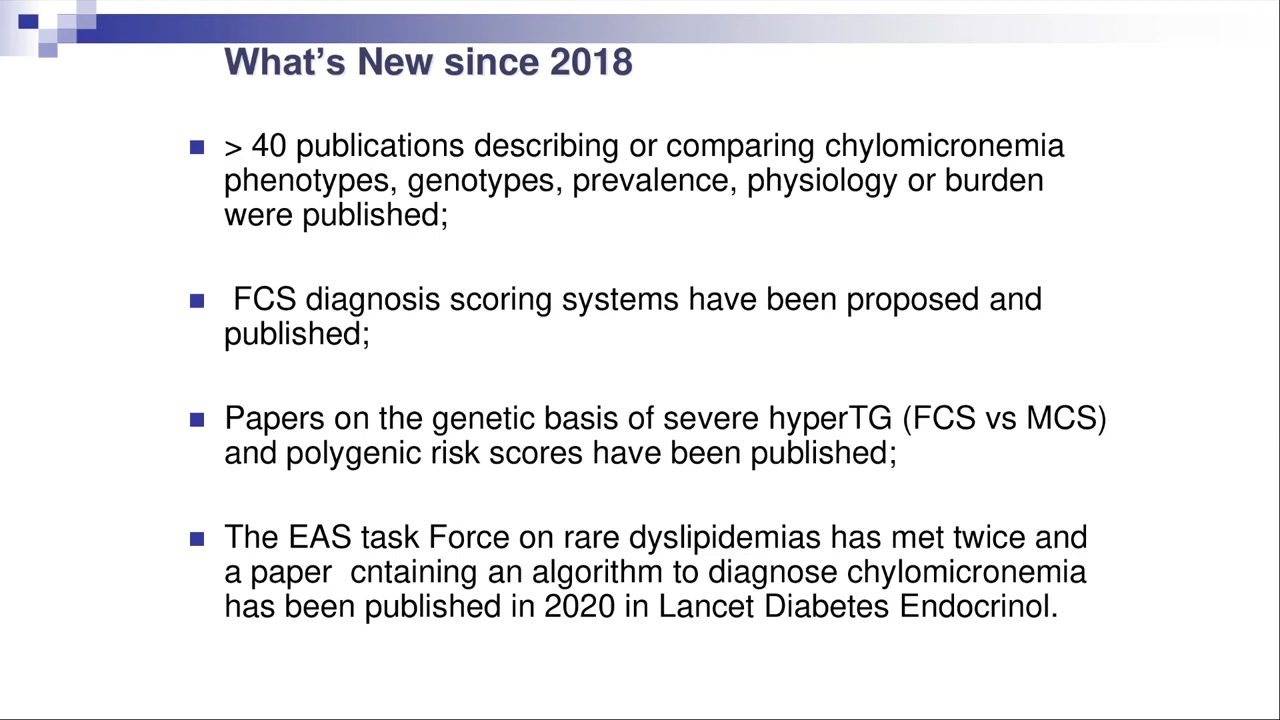 What’s New since 2018
> 40 publications describing or comparing chylomicronemia
phenotypes, genotypes, prevalence, physiology or burden
were published;
FCS diagnosis scoring systems have been proposed and
published;
Papers on the genetic basis of severe hyperTG (FCS vs MCS)
and polygenic risk scores have been published;
The EAS task Force on rare dyslipidemias has met twice and
a paper  cntaining an algorithm to diagnose chylomicronemia
has been published in 2020 in Lancet Diabetes Endocrinol.